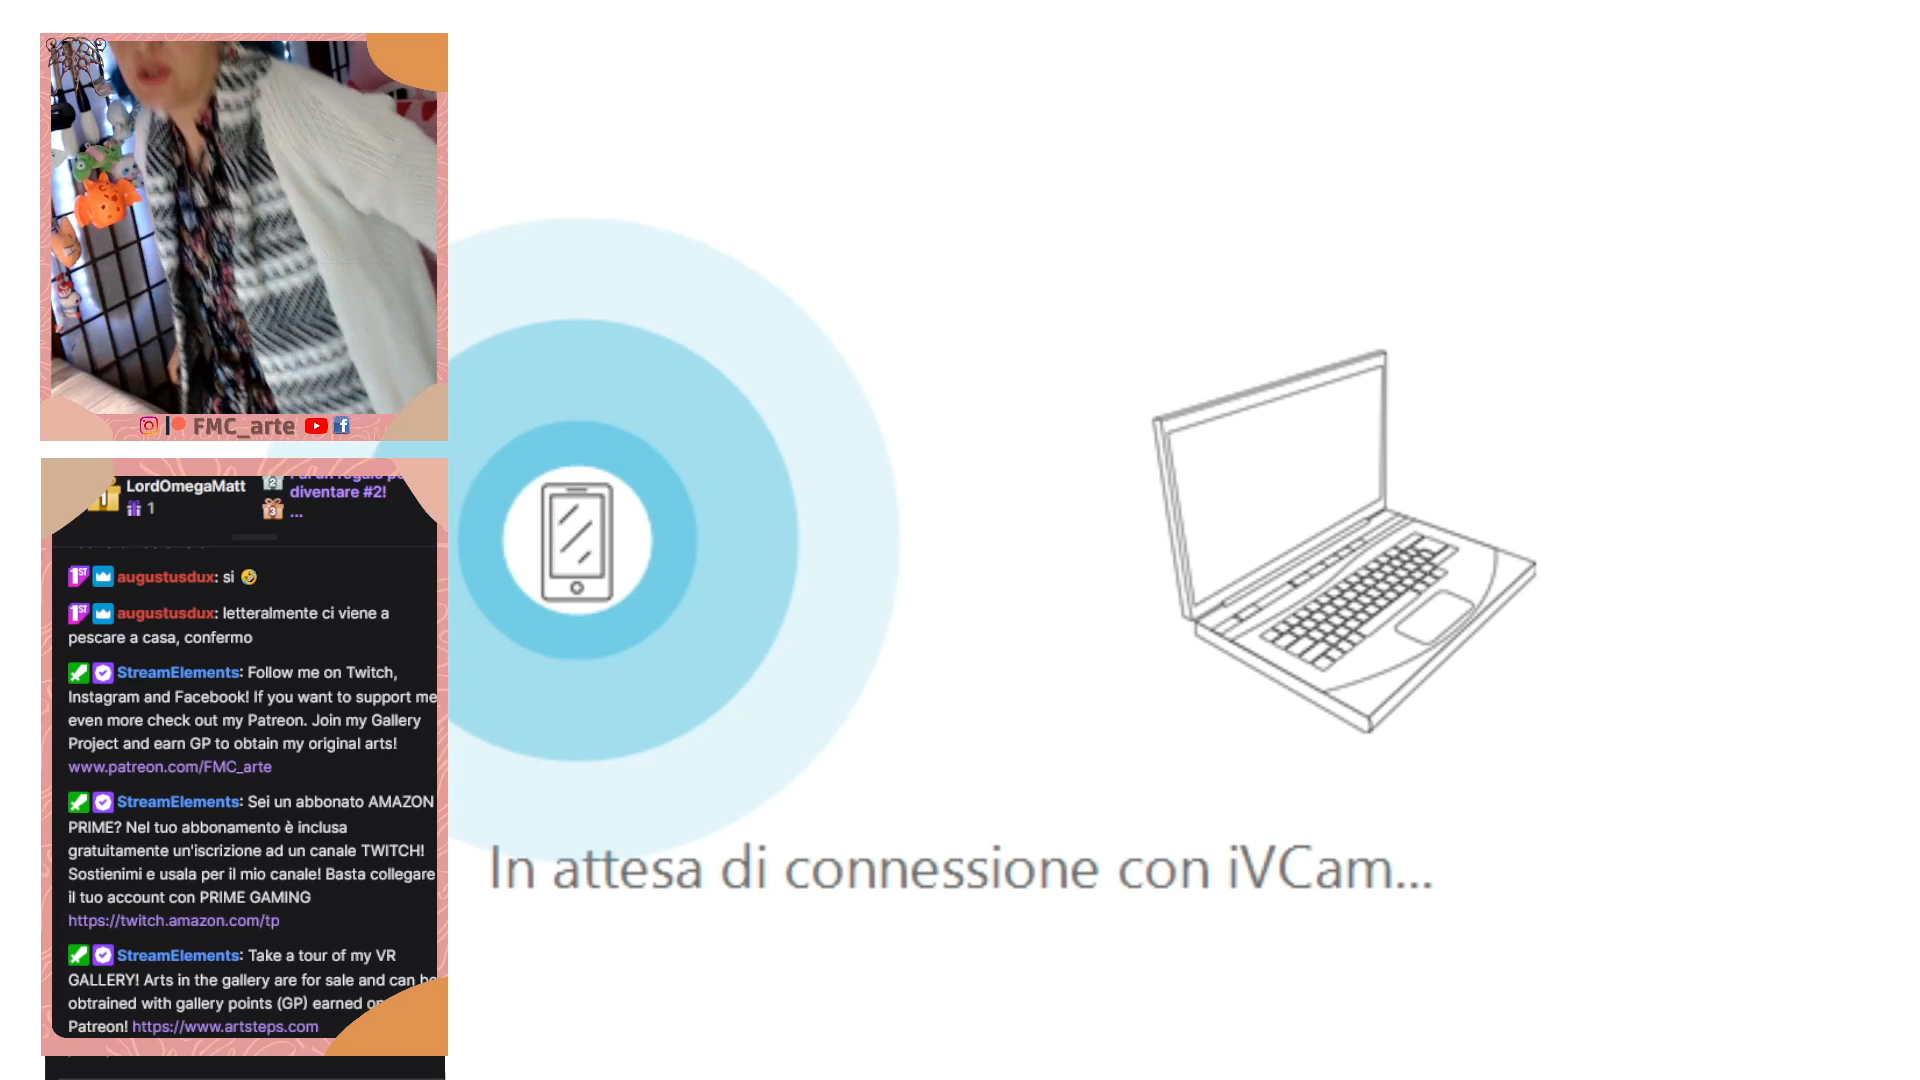 FMC_arte
LordOmegaMatt
1
2
diventare #2!
3
...
1ST augustusdux: si 🤣
1ST augustusdux: letteralmente ci viene a
pescare a casa, confermo
StreamElements: Follow me on Twitch,
Instagram and Facebook! If you want to support me
even more check out my Patreon. Join my Gallery
Project and earn GP to obtain my original arts!
www.patreon.com/FMC_arte
StreamElements: Sei un abbonato AMAZON
PRIME? Nel tuo abbonamento è inclusa
gratuitamente un'iscrizione ad un canale TWITCH!
Sostienimi e usala per il mio canale! Basta collegare
il tuo account con PRIME GAMING
https://twitch.amazon.com/tp
StreamElements: Take a tour of my VR
GALLERY! Arts in the gallery are for sale and can be
obtrained with gallery points (GP) earned on
Patreon! https://www.artsteps.com
In attesa di connessione con iVCam...